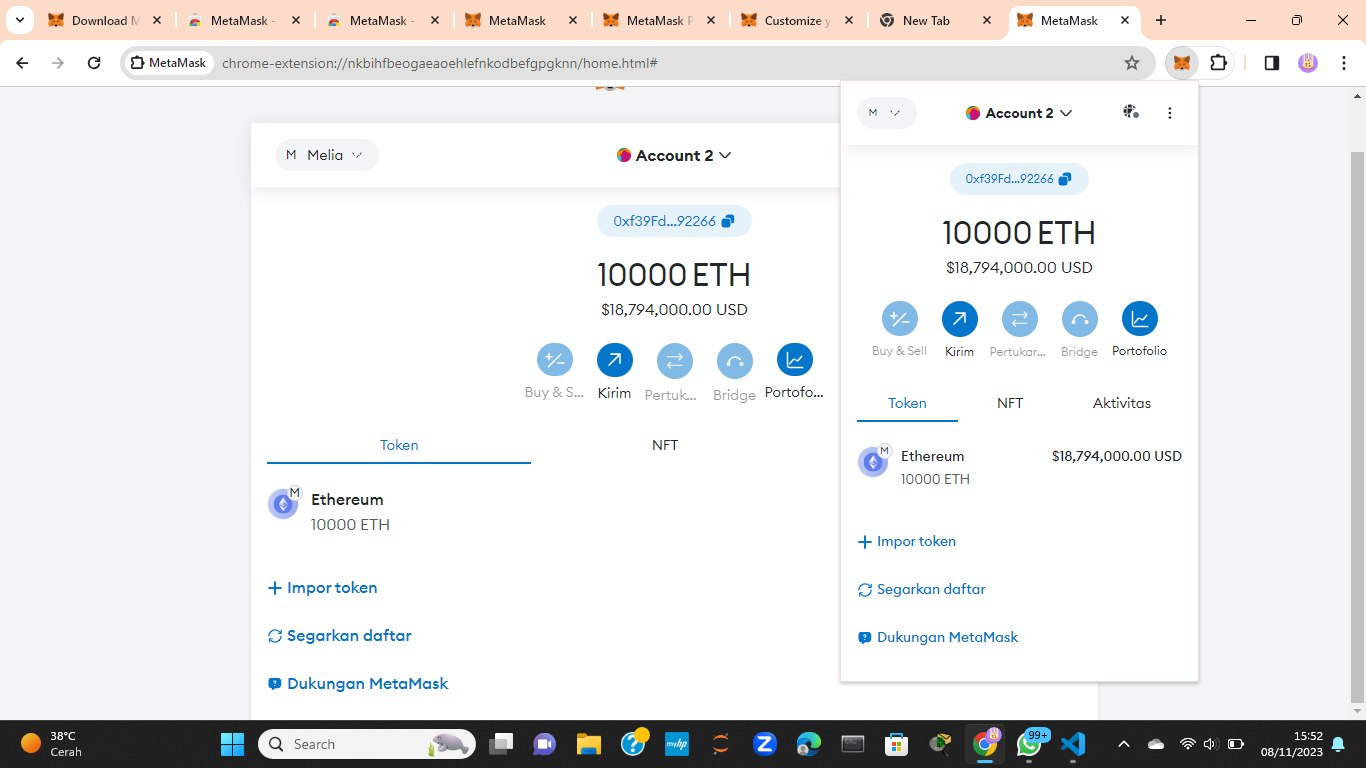 Download M
MetaMask -
MetaMask -
MetaMask
MetaMask P
Customize y
New Tab
MetaMask
MetaMask
chrome-extension://nkbihfbeogaeaoehlefnkodbefgpgknn/home.html#
M Melia
Account 2
0xf39Fd...92266
10000 ETH
$18,794,000.00 USD
Buy & S...
Kirim
Pertuk...
Bridge
Portofo...
Token
NFT
M
Ethereum
10000 ETH
Impor token
Segarkan daftar
Dukungan MetaMask
M
Account 2
0xf39Fd...92266
10000 ETH
$18,794,000.00 USD
Buy & Sell
Kirim
Pertukar...
Bridge
Portofolio
Token
NFT
Aktivitas
M
Ethereum
$18,794,000.00 USD
10000 ETH
Impor token
Segarkan daftar
Dukungan MetaMask
38°C
Cerah
Search
myhp
99+
15:52
08/11/2023